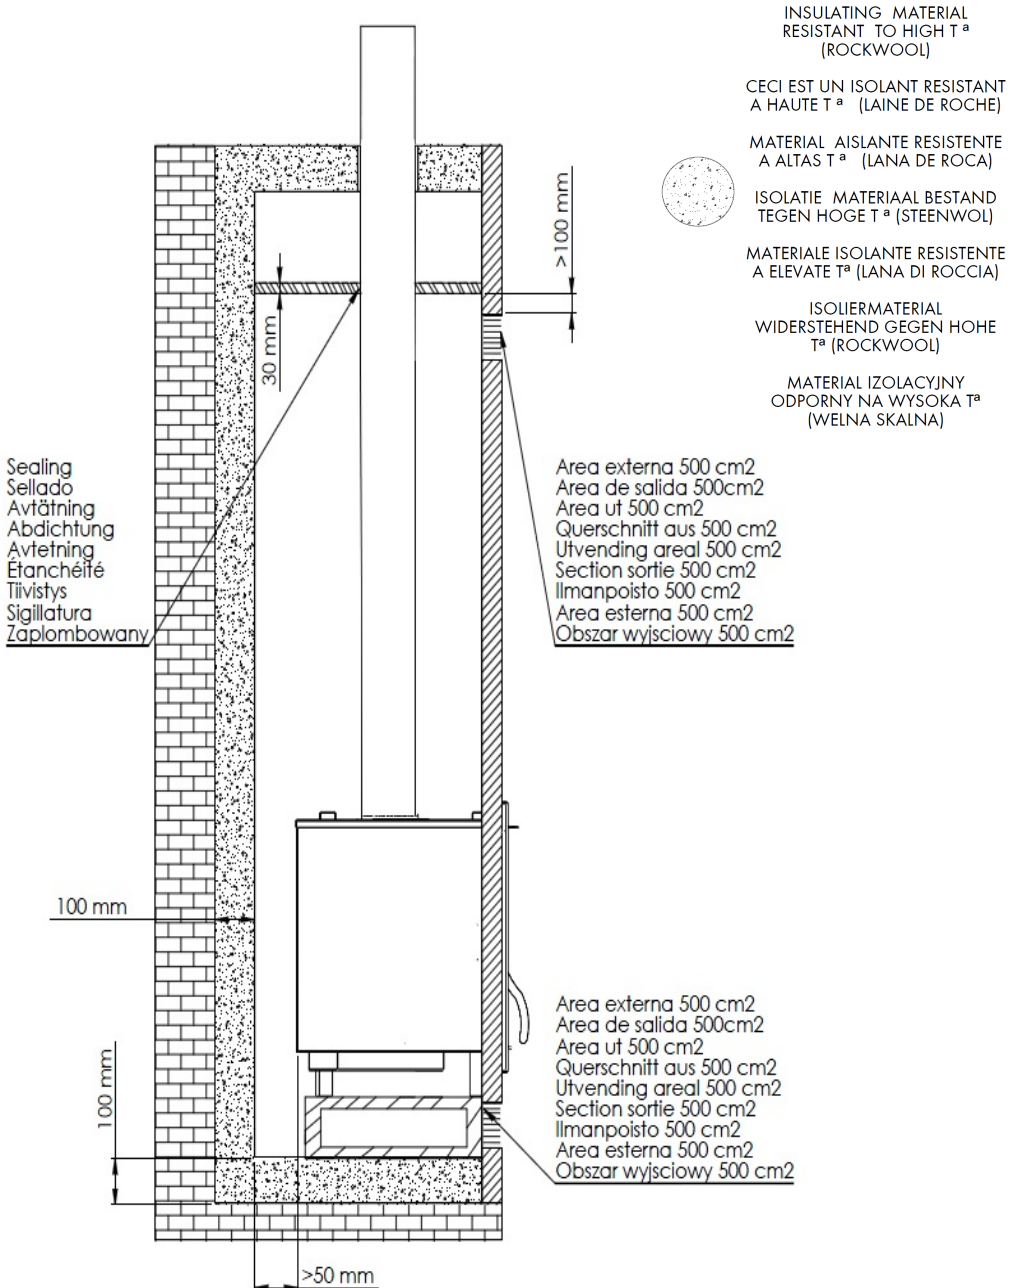 INSULATING MATERIAL
RESISTANT TO HIGH T ª
(ROCKWOOL)
CECI EST UN ISOLANT RESISTANT
A HAUTE T ª (LAINE DE ROCHE)
MATERIAL AISLANTE RESISTENTE
A ALTAS T ª (LANA DE ROCA)
ISOLATIE MATERIAAL BESTAND
TEGEN HOGE T ª (STEENWOL)
MATERIALE ISOLANTE RESISTENTE
A ELEVATE Tª (LANA DI ROCCIA)
ISOLIERMATERIAL
WIDERSTEHEND GEGEN HOHE
Tª (ROCKWOOL)
MATERIAL IZOLACYJNY
ODPORNY NA WYSOKA Tª
(WELNA SKALNA)
>100 mm
30 mm
Sealing
Sellado
Avtätning
Abdichtung
Avtetning
Étanchéité
Tiivistys
Sigillatura
Zaplombowany
Area externa 500 cm2
Area de salida 500cm2
Area ut 500 cm2
Querschnitt aus 500 cm2
Utvending areal 500 cm2
Section sortie 500 cm2
Ilmanpoisto 500 cm2
Area esterna 500 cm2
Obszar wyjsciowy 500 cm2
100 mm
100 mm
Area externa 500 cm2
Area de salida 500cm2
Area ut 500 cm2
Querschnitt aus 500 cm2
Utvending areal 500 cm2
Section sortie 500 cm2
Ilmanpoisto 500 cm2
Area esterna 500 cm2
Obszar wyjsciowy 500 cm2
>50 mm